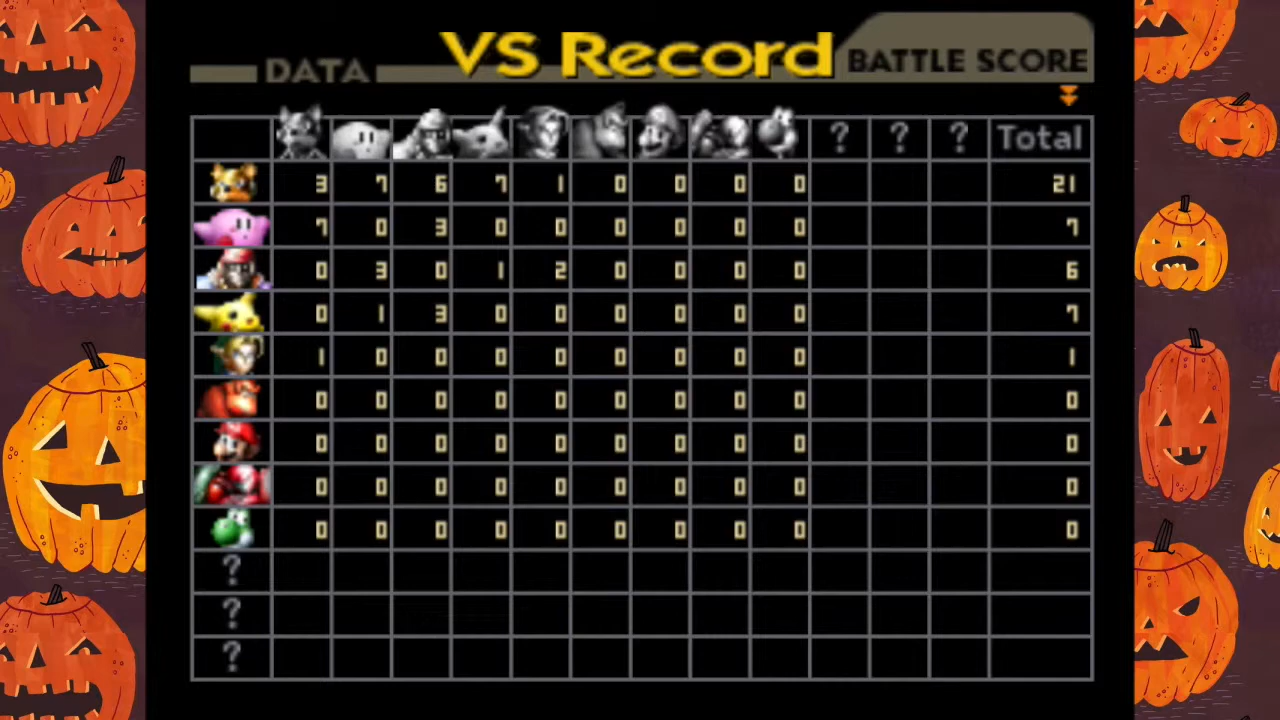 DATA VS Record BATTLE SCORE
? ? ? Total
3 7 6 7 1 0 0 0 0 21
7 0 3 0 0 0 0 0 0 7
0 3 0 1 2 0 0 0 0 6
0 1 3 0 0 0 0 0 0 7
1 0 0 0 0 0 0 0 0 1
0 0 0 0 0 0 0 0 0 0
0 0 0 0 0 0 0 0 0 0
0 0 0 0 0 0 0 0 0 0
0 0 0 0 0 0 0 0 0 0
?
?
?